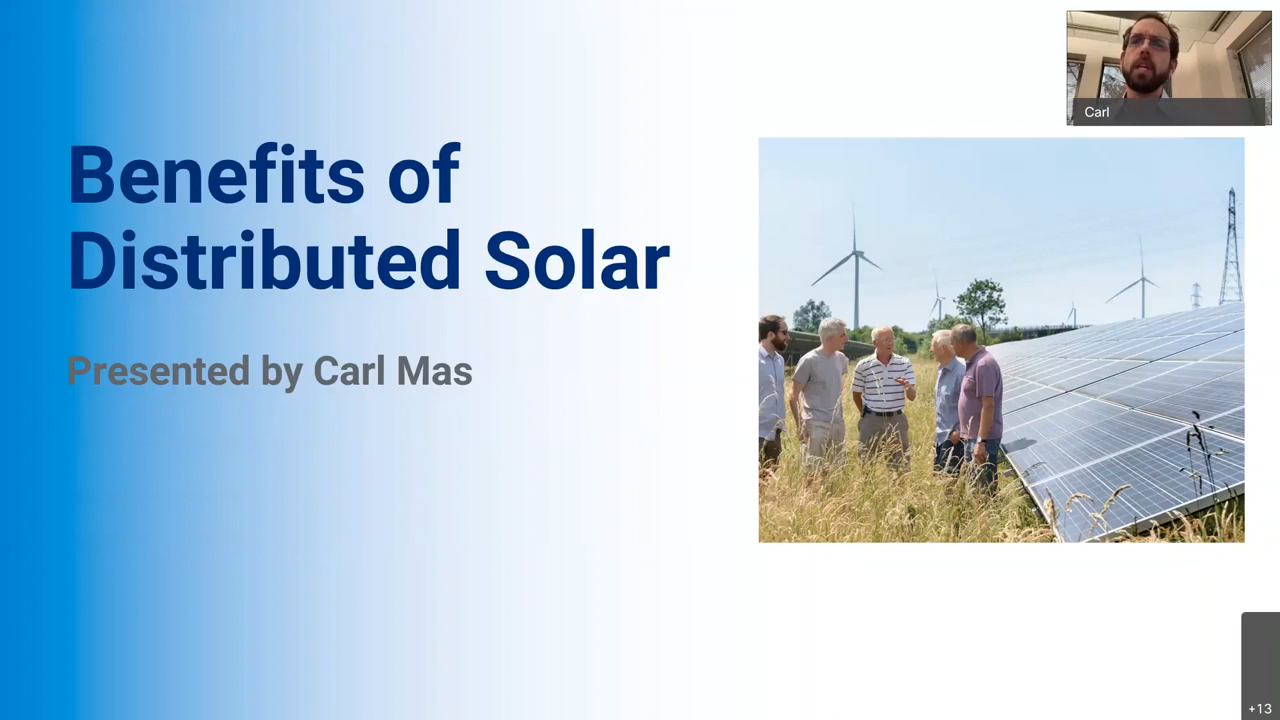 Carl
Benefits of
Distributed Solar
Presented by Carl Mas
+13